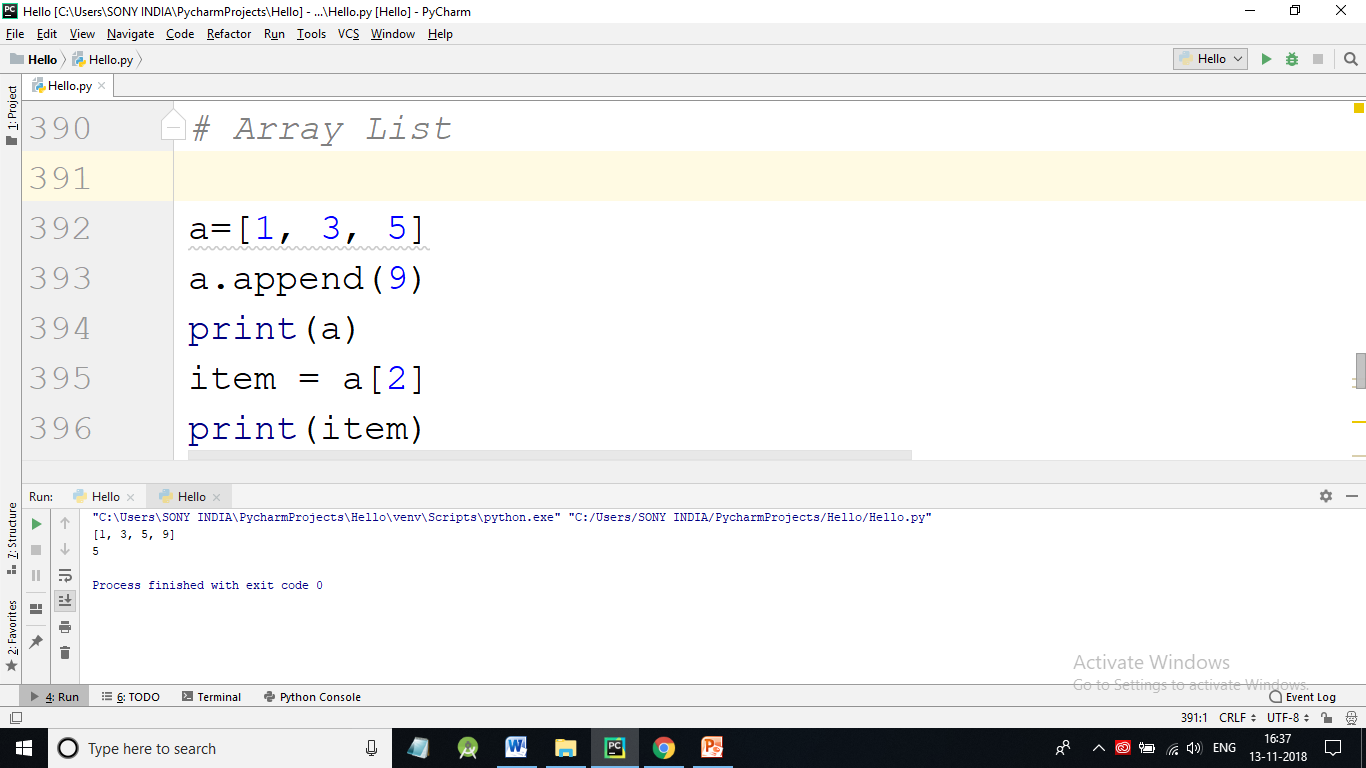 Hello [C:\Users\SONY INDIA\PycharmProjects\Hello] - ...\Hello.py [Hello] - PyCharm
File Edit View Navigate Code Refactor Run Tools VCS Window Help
Hello Hello.py Hello
Hello.py
1: Project
390 # Array List
391
392 a=[1, 3, 5]
393 a.append(9)
394 print(a)
395 item = a[2]
396 print(item)
Run: Hello Hello
"C:\Users\SONY INDIA\PycharmProjects\Hello\venv\Scripts\python.exe" "C:/Users/SONY INDIA/PycharmProjects/Hello/Hello.py"
[1, 3, 5, 9]
5
Process finished with exit code 0
7: Structure
2: Favorites
Activate Windows
Go to Settings to activate Windows.
4: Run 6: TODO Terminal Python Console Event Log
391:1 CRLF UTF-8
Type here to search
ENG
16:37
13-11-2018